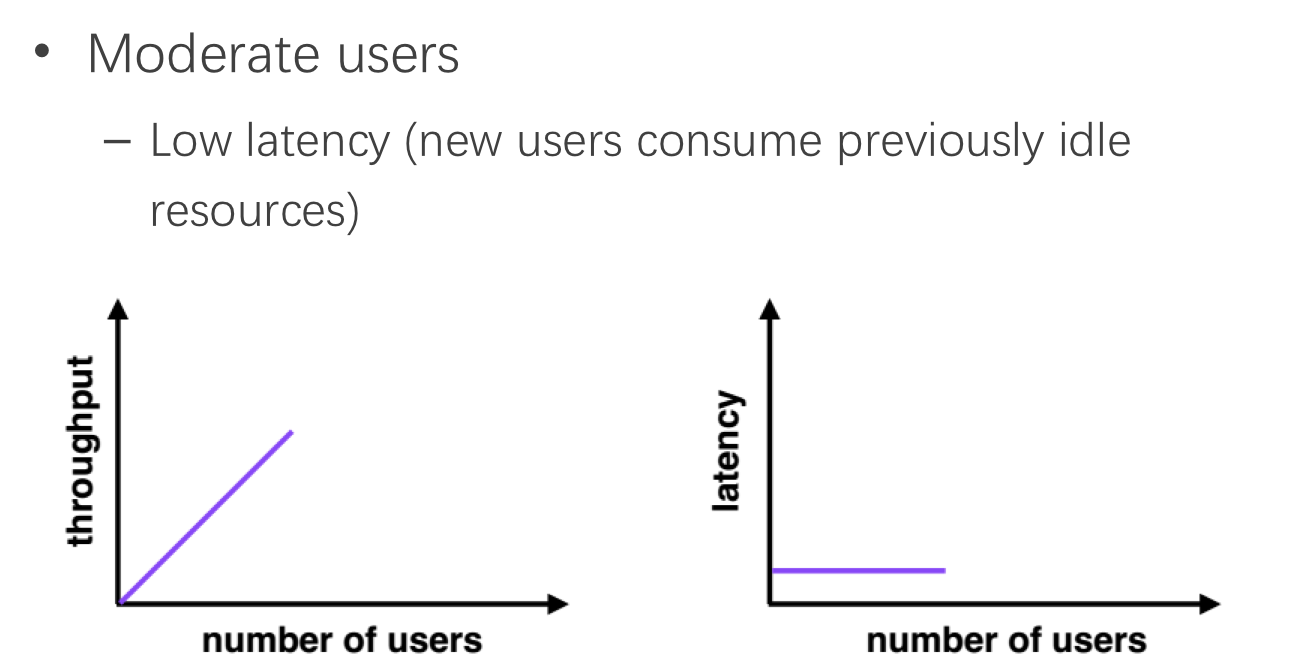 • Moderate users
– Low latency (new users consume previously idle
resources)
throughput
number of users
latency
number of users